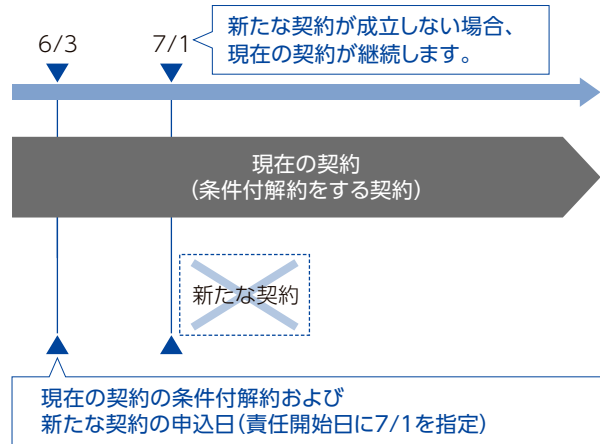 6/3
7/1
新たな契約が成立しない場合、
現在の契約が継続します。
現在の契約
(条件付解約をする契約)
新たな契約
現在の契約の条件付解約および
新たな契約の申込日(責任開始日に7/1を指定)